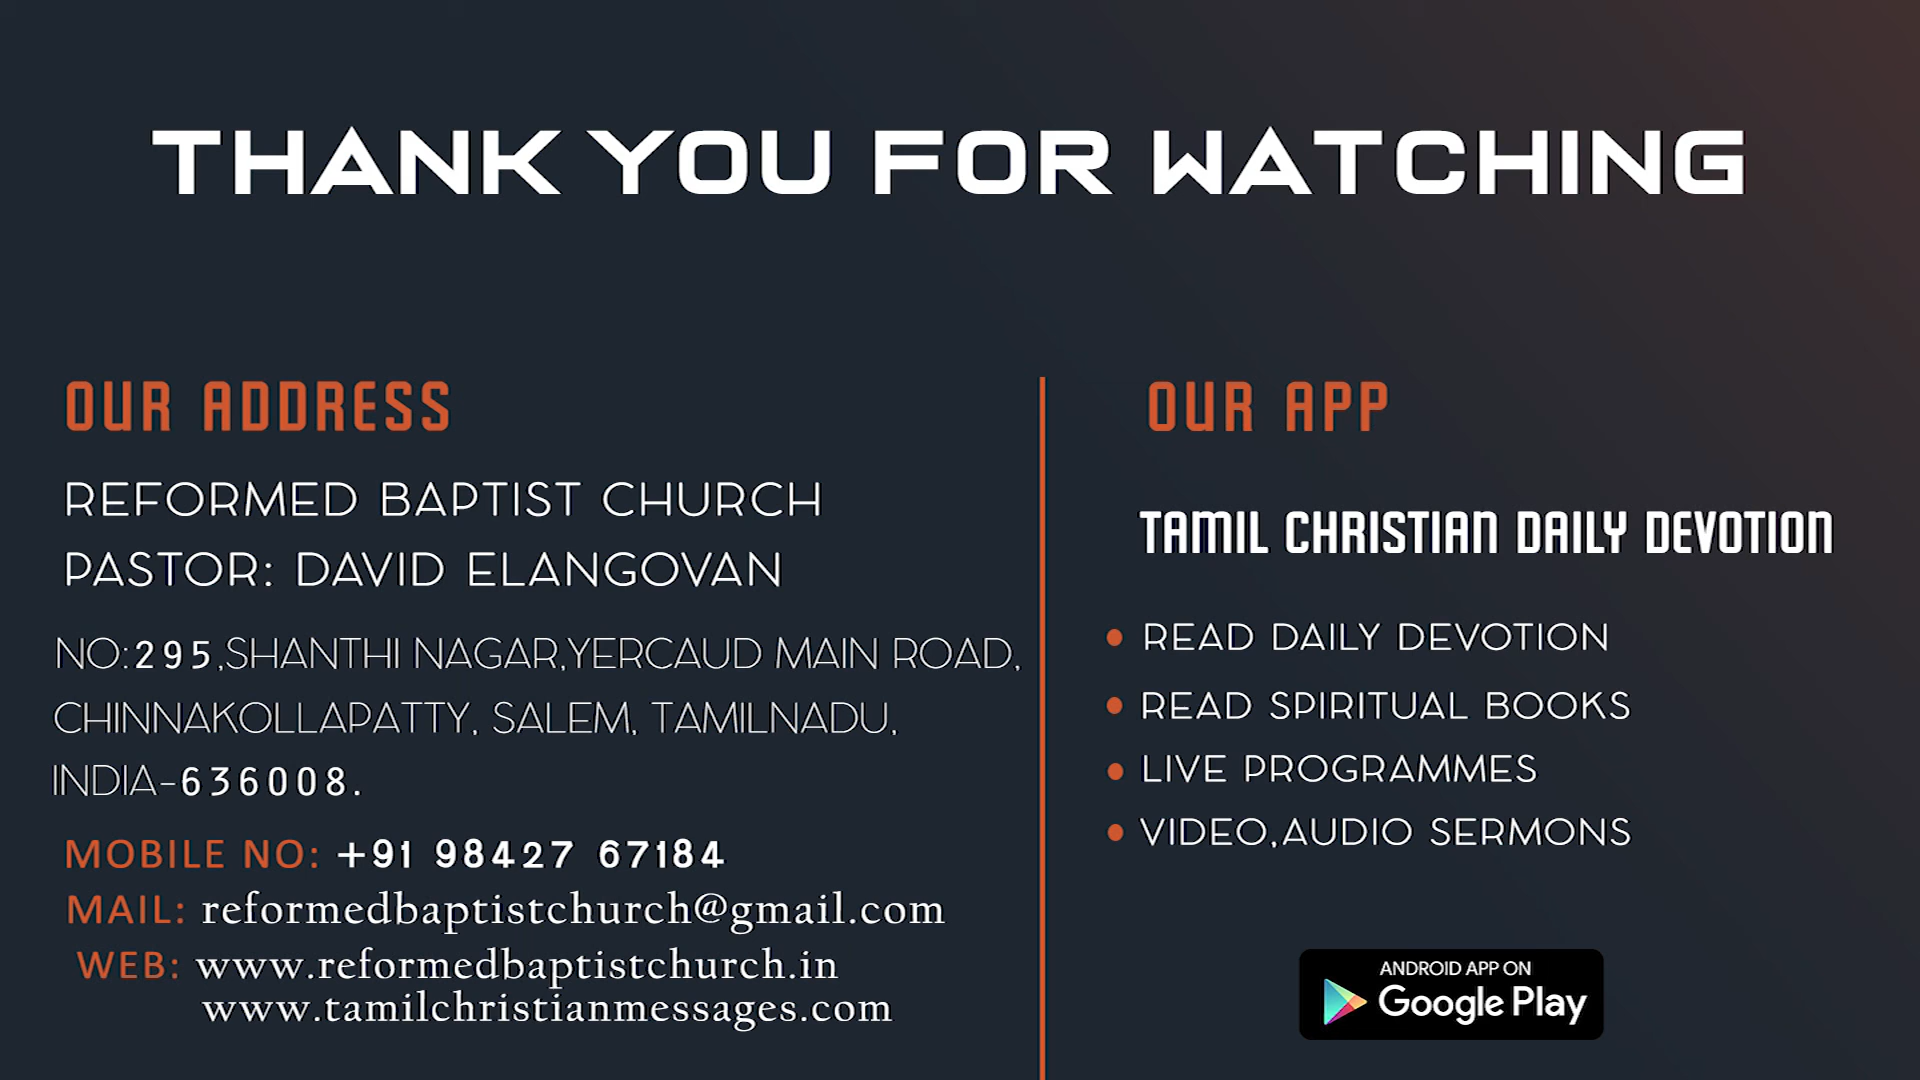 THANK YOU FOR WATCHING
OUR ADDRESS
REFORMED BAPTIST CHURCH
PASTOR: DAVID ELANGOVAN
NO:295,SHANTHI NAGAR,YERCAUD MAIN ROAD,
CHINNAKOLLAPATTY, SALEM, TAMILNADU,
INDIA-636008.
MOBILE NO: +91 98427 67184
MAIL: reformedbaptistchurch@gmail.com
WEB: www.reformedbaptistchurch.in
www.tamilchristianmessages.com
OUR APP
TAMIL CHRISTIAN DAILY DEVOTION
• READ DAILY DEVOTION
• READ SPIRITUAL BOOKS
• LIVE PROGRAMMES
• VIDEO,AUDIO SERMONS
ANDROID APP ON
Google Play